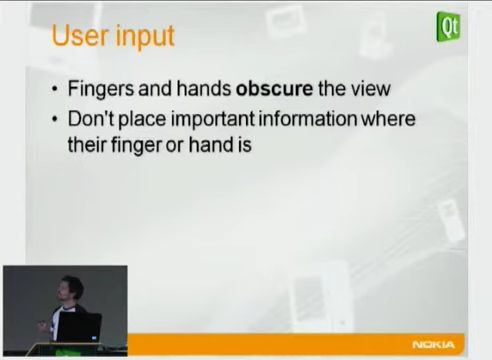 User input
Qt
• Fingers and hands obscure the view
• Don't place important information where
their finger or hand is
NOKIA